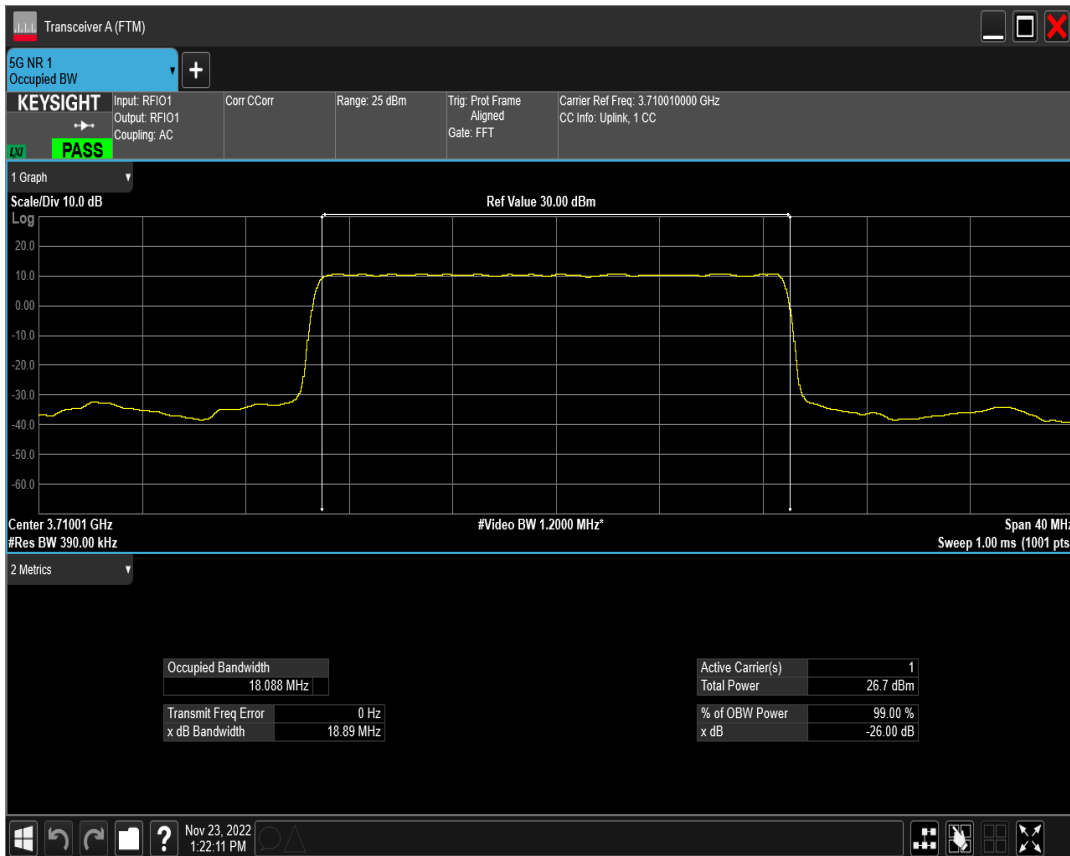 Transceiver A (FTM)
5G NR 1
Occupied BW
KEYSIGHT
LXI
PASS
Input: RFIO1
Output: RFIO1
Coupling: AC
Corr CCorr
Range: 25 dBm
Trig: Prot Frame
Aligned
Gate: FFT
Carrier Ref Freq: 3.710010000 GHz
CC Info: Uplink, 1 CC
1 Graph
Scale/Div 10.0 dB
Ref Value 30.00 dBm
Log
20.0
10.0
0.00
-10.0
-20.0
-30.0
-40.0
-50.0
-60.0
Center 3.71001 GHz
#Video BW 1.2000 MHz*
Span 40 MHz
#Res BW 390.00 kHz
Sweep 1.00 ms (1001 pts
2 Metrics
Occupied Bandwidth
18.088 MHz
Transmit Freq Error 0 Hz
x dB Bandwidth 18.89 MHz
Active Carrier(s) 1
Total Power 26.7 dBm
% of OBW Power 99.00 %
x dB -26.00 dB
?
Nov 23, 2022
1:22:11 PM